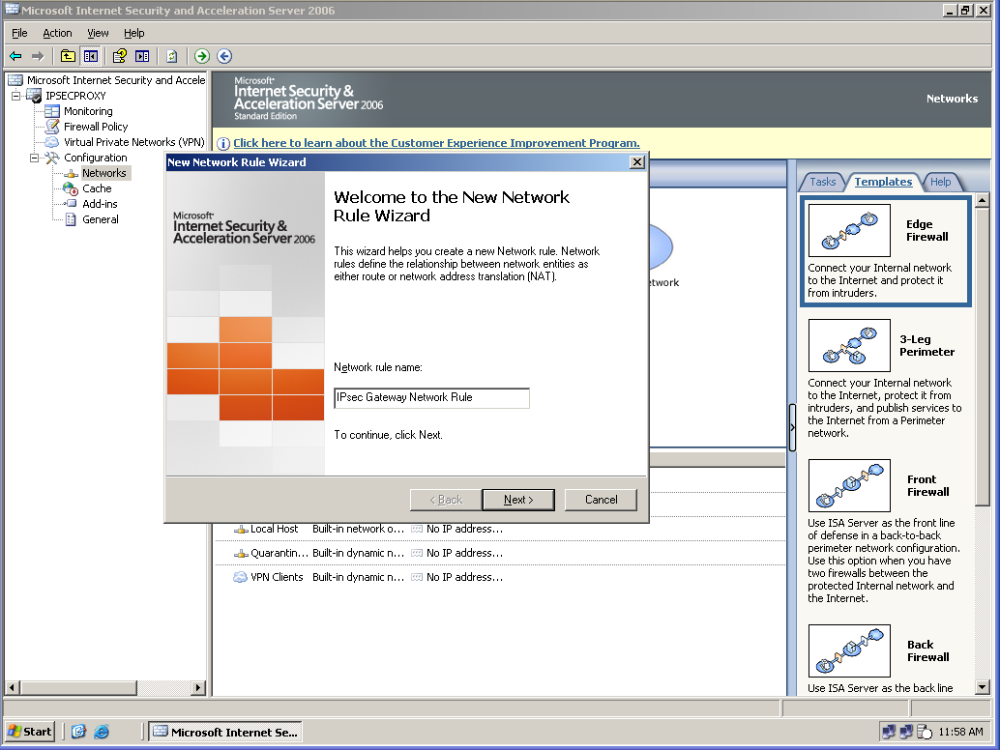 Microsoft Internet Security and Acceleration Server 2006
File Action View Help
Microsoft Internet Security and Accele
IPSECPROXY
Monitoring
Firewall Policy
Virtual Private Networks (VPN)
Configuration
Networks
Cache
Add-ins
General
Microsoft®
Internet Security &
Acceleration Server 2006
Standard Edition
Networks
Click here to learn about the Customer Experience Improvement Program.
New Network Rule Wizard
Microsoft®
Internet Security &
Acceleration Server 2006
Welcome to the New Network
Rule Wizard
This wizard helps you create a new Network rule. Network
rules define the relationship between network entities as
either route or network address translation (NAT).
Network rule name:
IPsec Gateway Network Rule
To continue, click Next.
< Back Next > Cancel
twork
Local Host Built-in network o... No IP address...
Quarantin... Built-in dynamic n... No IP address...
VPN Clients Built-in dynamic n... No IP address...
Tasks Templates Help
Edge
Firewall
Connect your Internal network
to the Internet and protect it
from intruders.
3-Leg
Perimeter
Connect your Internal network
to the Internet, protect it from
intruders, and publish services to
the Internet from a Perimeter
network.
Front
Firewall
Use ISA Server as the front line
of defense in a back-to-back
perimeter network configuration.
Use this option when you have
two firewalls between the
protected Internal network and
the Internet.
Back
Firewall
Use ISA Server as the back line
Start
Microsoft Internet Se...
11:58 AM